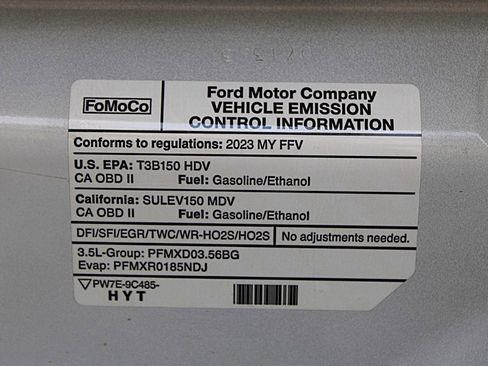 FoMoCo
Ford Motor Company
VEHICLE EMISSION
CONTROL INFORMATION
Conforms to regulations: 2023 MY FFV
U.S. EPA: T3B150 HDV
CA OBD II Fuel: Gasoline/Ethanol
California: SULEV150 MDV
CA OBD II Fuel: Gasoline/Ethanol
DFI/SFI/EGR/TWC/WR-HO2S/HO2S No adjustments needed.
3.5L-Group: PFMXD03.56BG
Evap: PFMXR0185NDJ
PW7E-9C485-
HYT